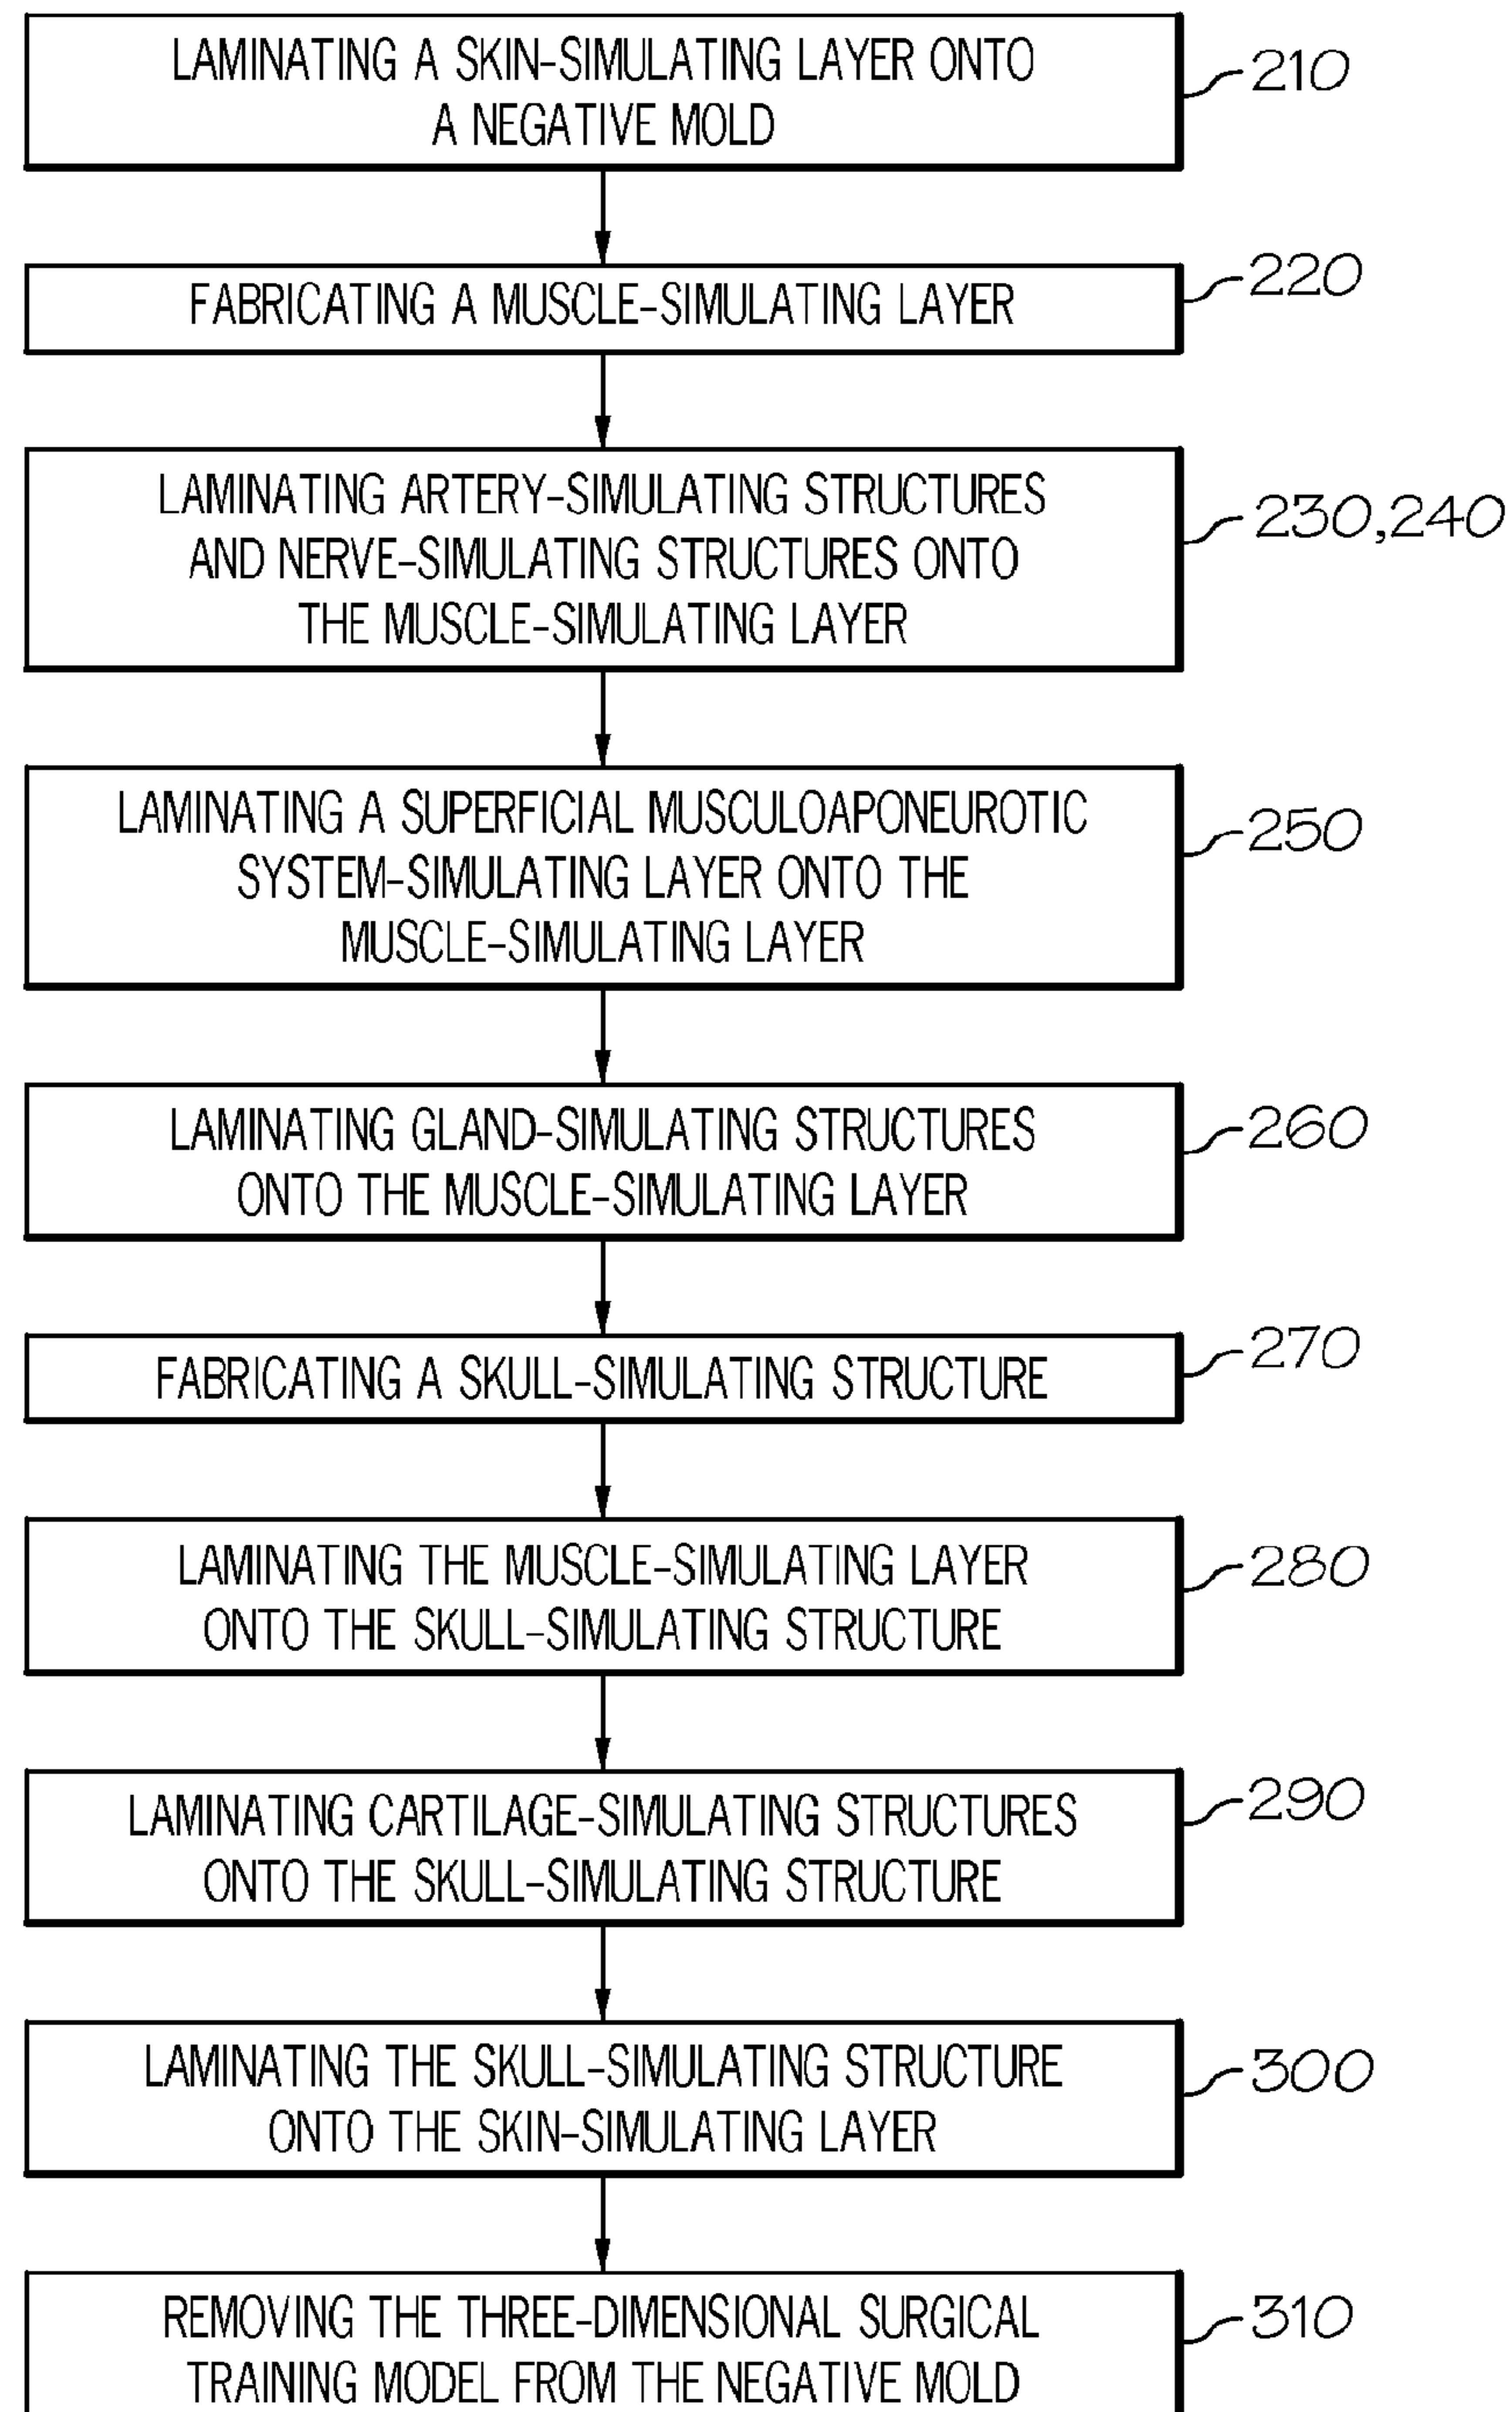 LAMINATING A SKIN-SIMULATING LAYER ONTO
A NEGATIVE MOLD
210
FABRICATING A MUSCLE-SIMULATING LAYER
220
LAMINATING ARTERY-SIMULATING STRUCTURES
AND NERVE-SIMULATING STRUCTURES ONTO
THE MUSCLE-SIMULATING LAYER
230,240
LAMINATING A SUPERFICIAL MUSCULOAPONEUROTIC
SYSTEM-SIMULATING LAYER ONTO THE
MUSCLE-SIMULATING LAYER
250
LAMINATING GLAND-SIMULATING STRUCTURES
ONTO THE MUSCLE-SIMULATING LAYER
260
FABRICATING A SKULL-SIMULATING STRUCTURE
270
LAMINATING THE MUSCLE-SIMULATING LAYER
ONTO THE SKULL-SIMULATING STRUCTURE
280
LAMINATING CARTILAGE-SIMULATING STRUCTURES
ONTO THE SKULL-SIMULATING STRUCTURE
290
LAMINATING THE SKULL-SIMULATING STRUCTURE
ONTO THE SKIN-SIMULATING LAYER
300
REMOVING THE THREE-DIMENSIONAL SURGICAL
TRAINING MODEL FROM THE NEGATIVE MOLD
310